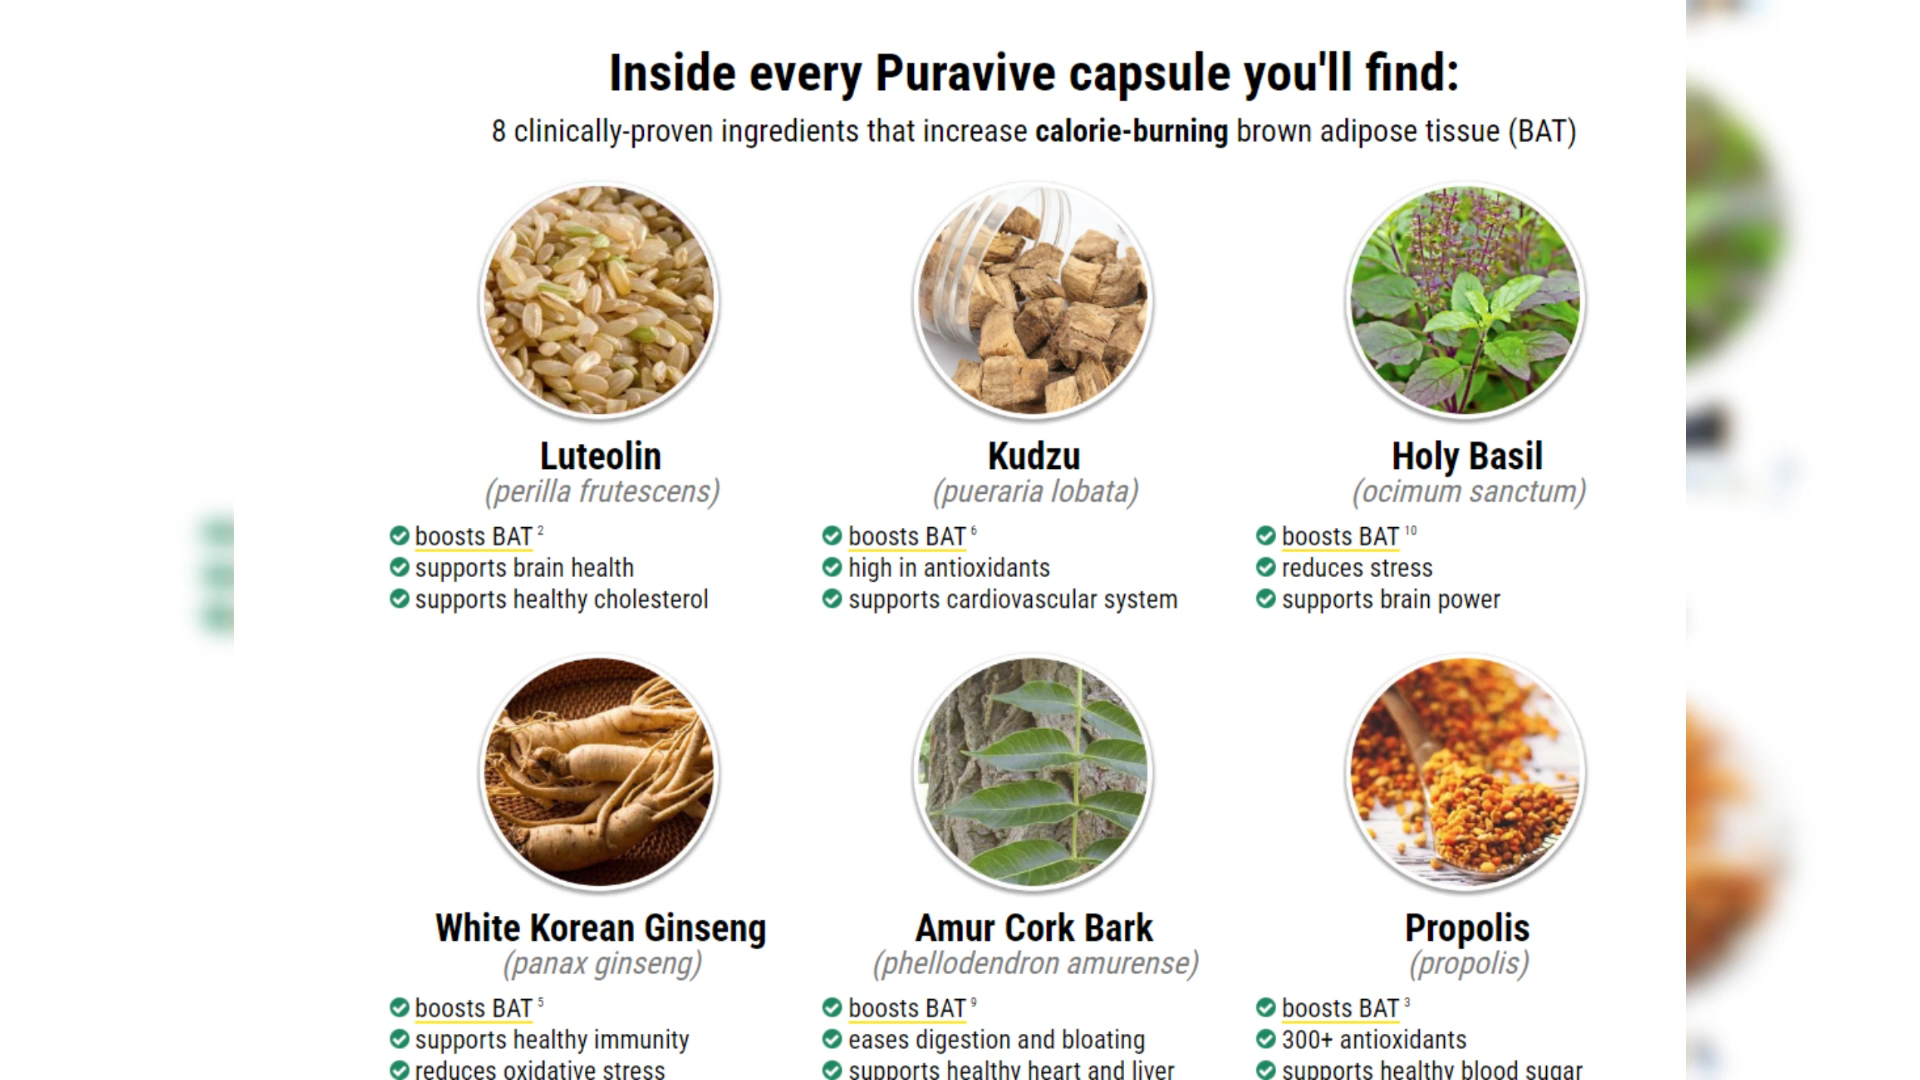 Inside every Puravive capsule you'll find:
8 clinically-proven ingredients that increase calorie-burning brown adipose tissue (BAT)
Luteolin
(perilla frutescens)
boosts BAT 2
supports brain health
supports healthy cholesterol
Kudzu
(pueraria lobata)
boosts BAT 6
high in antioxidants
supports cardiovascular system
Holy Basil
(ocimum sanctum)
boosts BAT 10
reduces stress
supports brain power
White Korean Ginseng
(panax ginseng)
boosts BAT 5
supports healthy immunity
reduces oxidative stress
Amur Cork Bark
(phellodendron amurense)
boosts BAT 9
eases digestion and bloating
supports healthy heart and liver
Propolis
(propolis)
boosts BAT 3
300+ antioxidants
supports healthy blood sugar